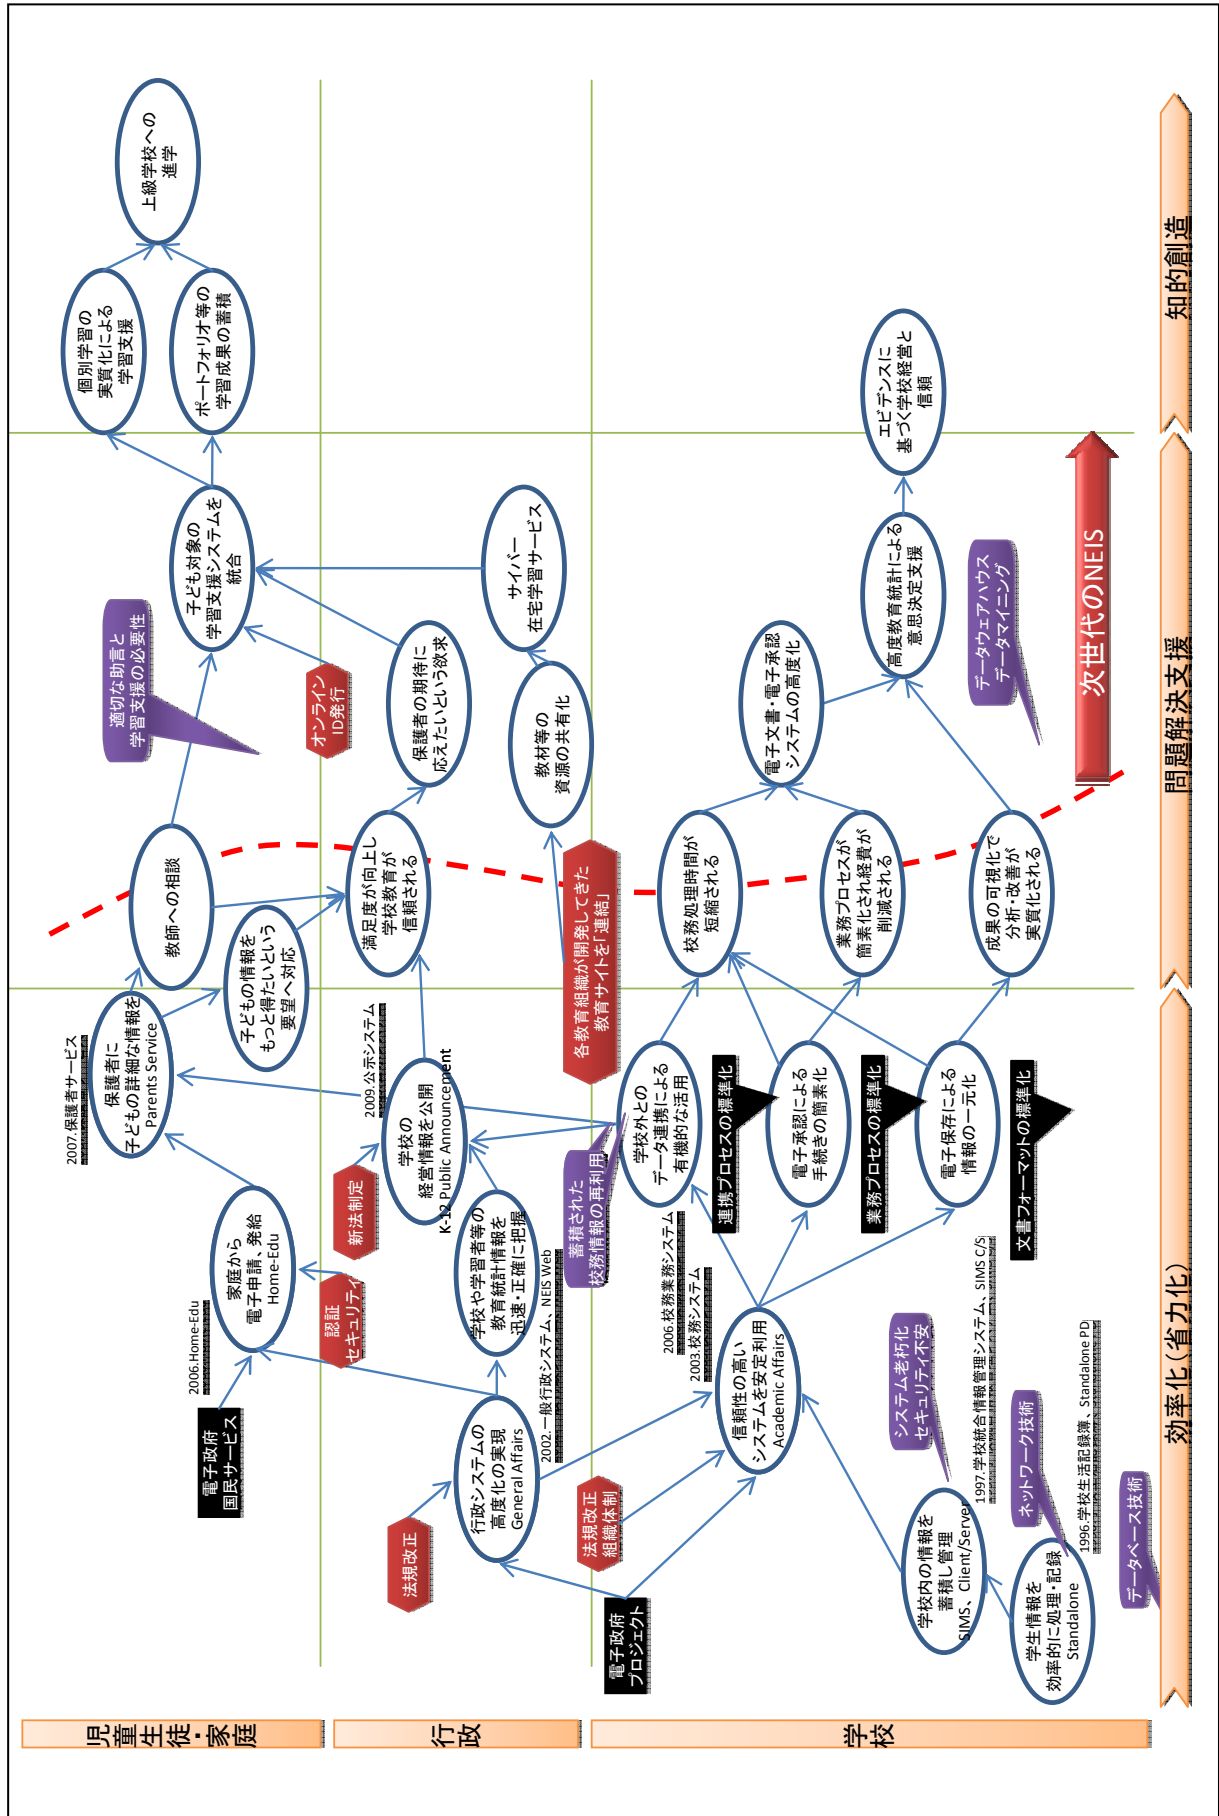 児童生徒・家庭
行政
学校
効率化(省力化)
問題解決支援
知的創造
電子政府
国民サービス
2006.Home-Edu
家庭から
電子申請、発給
Home-Edu
認証
セキュリティ
2007.保護者サービス
保護者に
子どもの詳細な情報を
Parents Service
教師への相談
子どもの情報を
もっと得たいという
要望へ対応
適切な助言と
学習支援の必要性
子ども対象の
学習支援システムを
統合
オンライン
ID発行
個別学習の
実質化による
学習支援
ポートフォリオ等の
学習成果の蓄積
上級学校への
進学
法規改正
行政システムの
高度化の実現
General Affairs
2002.一般行政システム、NEIS Web
学校や学習者等の
教育統計情報を
迅速・正確に把握
新法制定
2009.公示システム
学校の
経営情報を公開
K-12 Public Announcement
満足度が向上し
学校教育が
信頼される
保護者の期待に
応えたいという欲求
教材等の
資源の共有化
サイバー
在宅学習サービス
各教育組織が開発してきた
教育サイトを「連結」
蓄積された
校務情報の再利用
電子政府
プロジェクト
法規改正
組織体制
信頼性の高い
システムを安定利用
Academic Affairs
2006.校務業務システム
2003.校務システム
学校外との
データ連携による
有機的な活用
連携プロセスの標準化
電子承認による
手続きの簡素化
業務プロセスの標準化
電子保存による
情報の一元化
文書フォーマットの標準化
校務処理時間が
短縮される
業務プロセスが
簡素化され経費が
削減される
成果の可視化で
分析・改善が
実質化される
電子文書・電子承認
システムの高度化
高度教育統計による
意思決定支援
エビデンスに
基づく学校経営と
信頼
データウェアハウス
データマイニング
次世代のNEIS
システム老朽化
セキュリティ不安
学校内の情報を
蓄積し管理
SIMS、Client/Server
1997.学校統合情報管理システム、SIMS C/S
ネットワーク技術
学生情報を
効率的に処理・記録
Standalone
1996.学校生活記録簿、Standalone PD
データベース技術